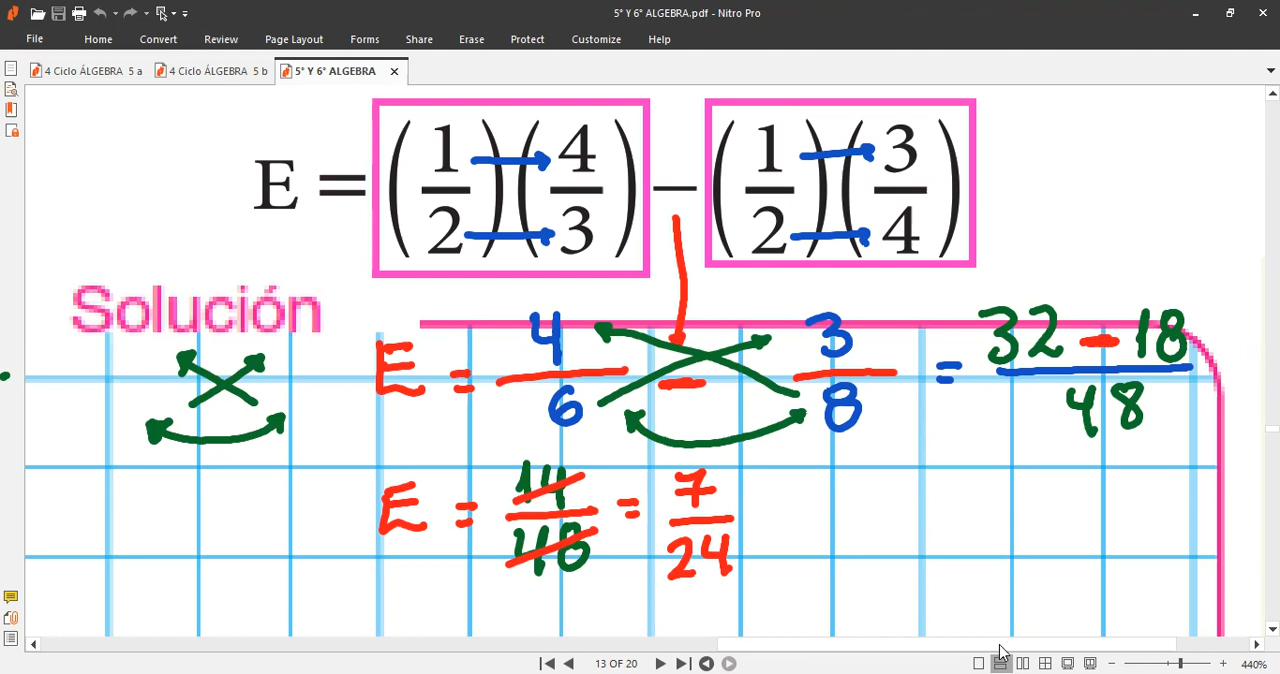 5° Y 6° ALGEBRA.pdf - Nitro Pro
File Home Convert Review Page Layout Forms Share Erase Protect Customize Help
4 Ciclo ÁLGEBRA 5 a 4 Ciclo ÁLGEBRA 5 b 5° Y 6° ALGEBRA
E = (1/2)(4/3) − (1/2)(3/4)
Solución
E = 4/6 − 3/8 = 32 − 18/48
E = 14/48 = 7/24
13 OF 20
440%